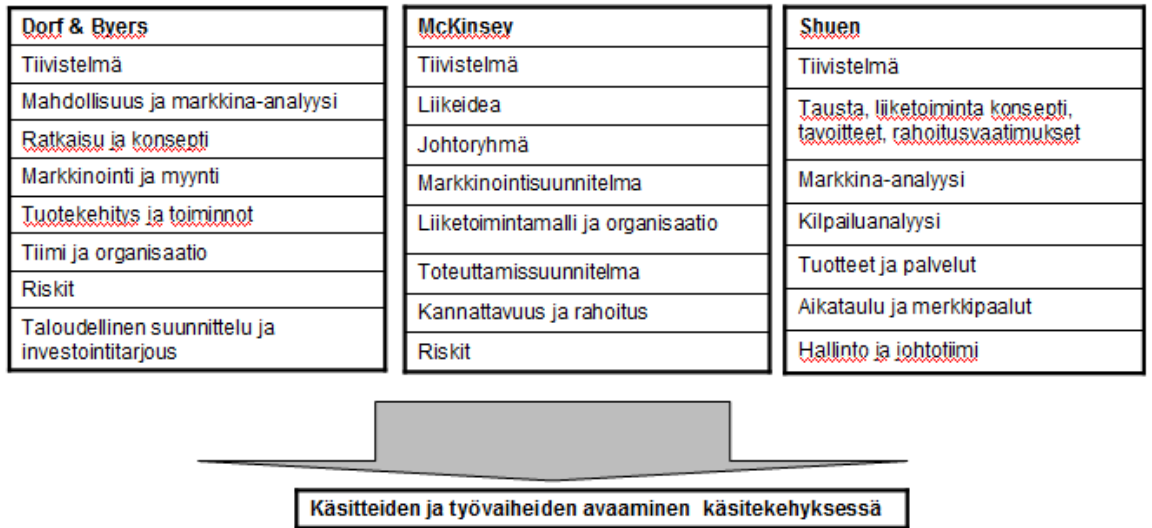 Dorf & Byers
Tiivistelmä
Mahdollisuus ja markkina-analyysi
Ratkaisu ja konsepti
Markkinointi ja myynti
Tuotekehitys ja toiminnot
Tiimi ja organisaatio
Riskit
Taloudellinen suunnittelu ja
investointitarjous
McKinsey
Tiivistelmä
Liikeidea
Johtoryhmä
Markkinointisuunnitelma
Liiketoimintamalli ja organisaatio
Toteuttamissuunnitelma
Kannattavuus ja rahoitus
Riskit
Shuen
Tiivistelmä
Tausta, liiketoiminta konsepti,
tavoitteet, rahoitusvaatimukset
Markkina-analyysi
Kilpailuanalyysi
Tuotteet ja palvelut
Aikataulu ja merkkipaalut
Hallinto ja johtotiimi
Käsitteiden ja työvaiheiden avaaminen käsitekehyksessä